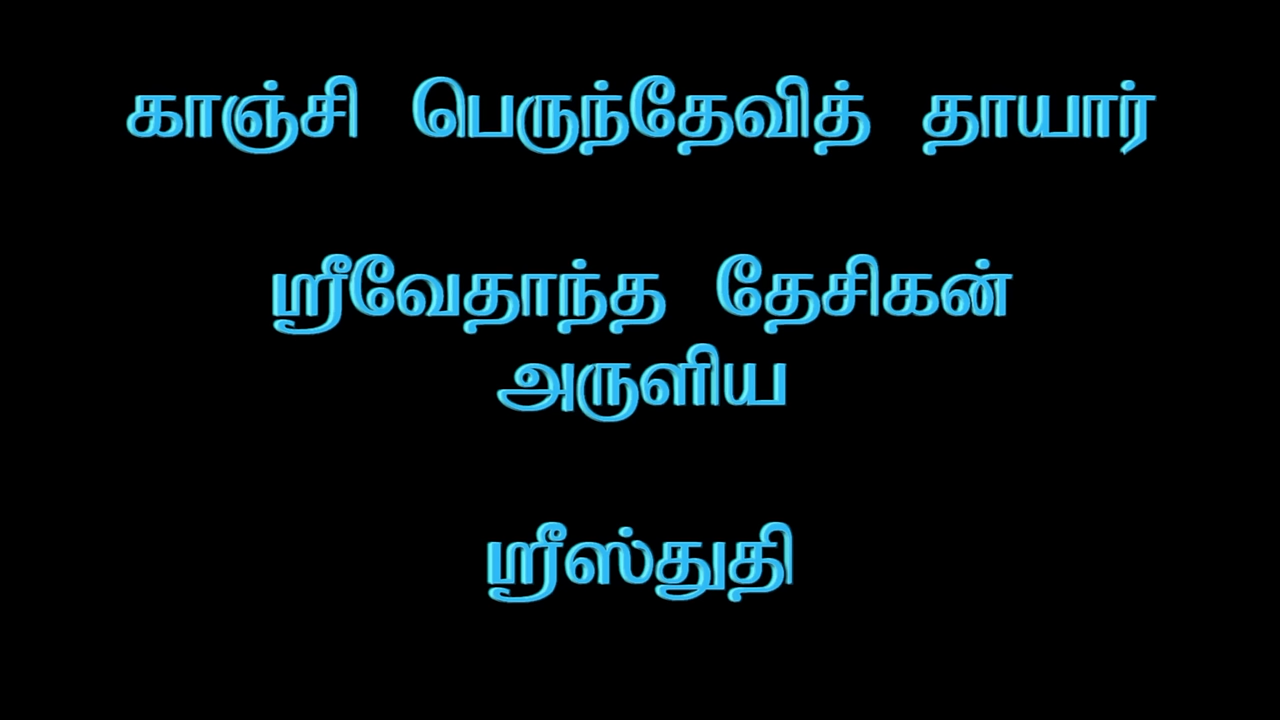 காஞ்சி பெருந்தேவித் தாயார்
ஸ்ரீவேதாந்த தேசிகன்
அருளிய
ஸ்ரீஸ்துதி